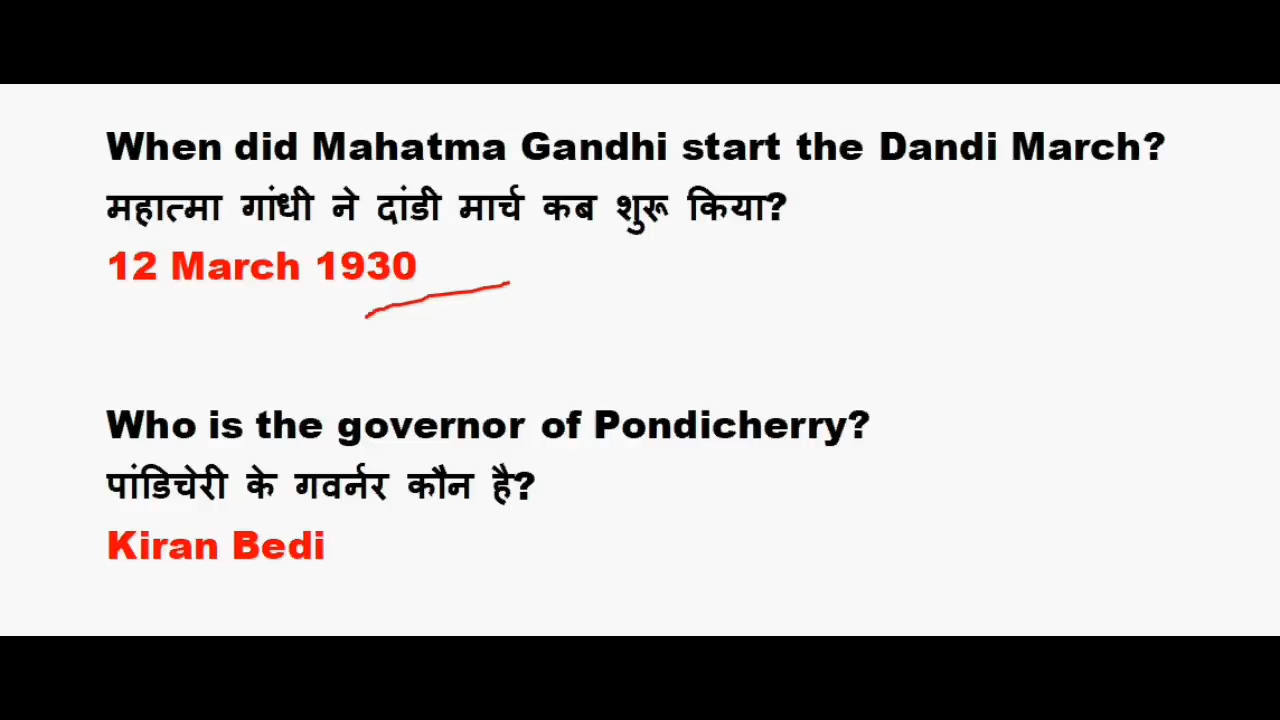 When did Mahatma Gandhi start the Dandi March?
महात्मा गांधी ने दांडी मार्च कब शुरू किया?
12 March 1930
Who is the governor of Pondicherry?
पांडिचेरी के गवर्नर कौन है?
Kiran Bedi